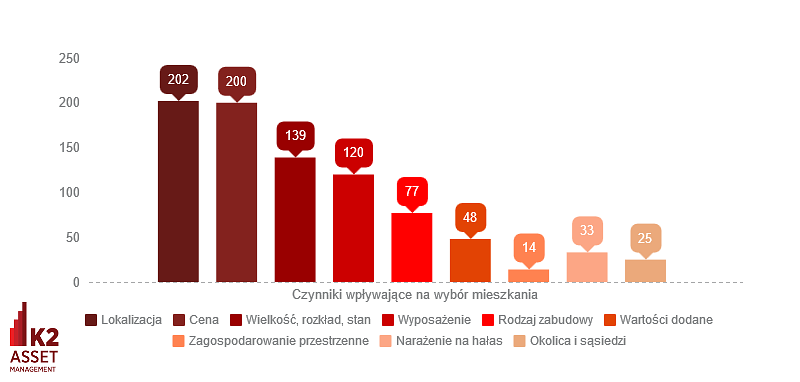 250
200
150
100
50
0
202
200
139
120
77
48
14
33
25
Czynniki wpływające na wybór mieszkania
Lokalizacja Cena Wielkość, rozkład, stan Wyposażenie Rodzaj zabudowy Wartości dodane
Zagospodarowanie przestrzenne Narażenie na hałas Okolica i sąsiedzi
K2
ASSET
MANAGEMENT